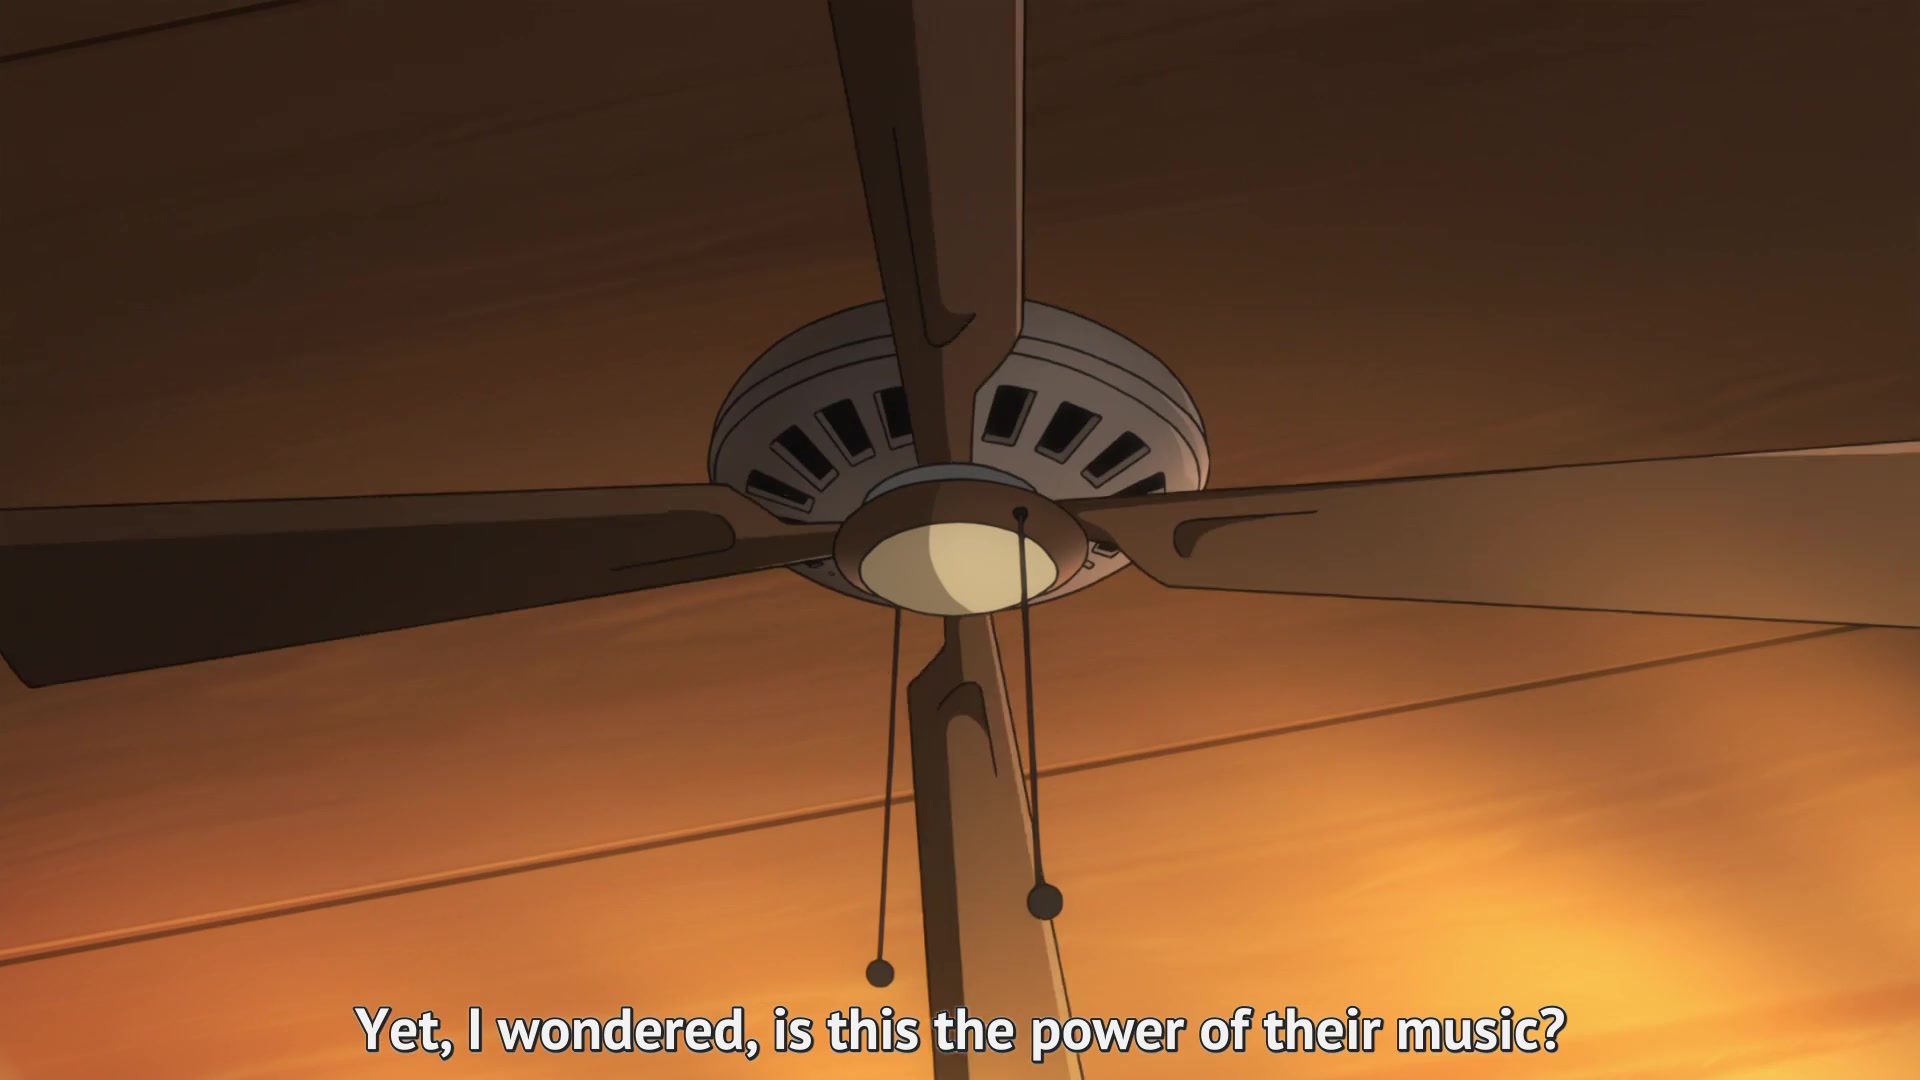 Yet, I wondered, is this the power of their music?